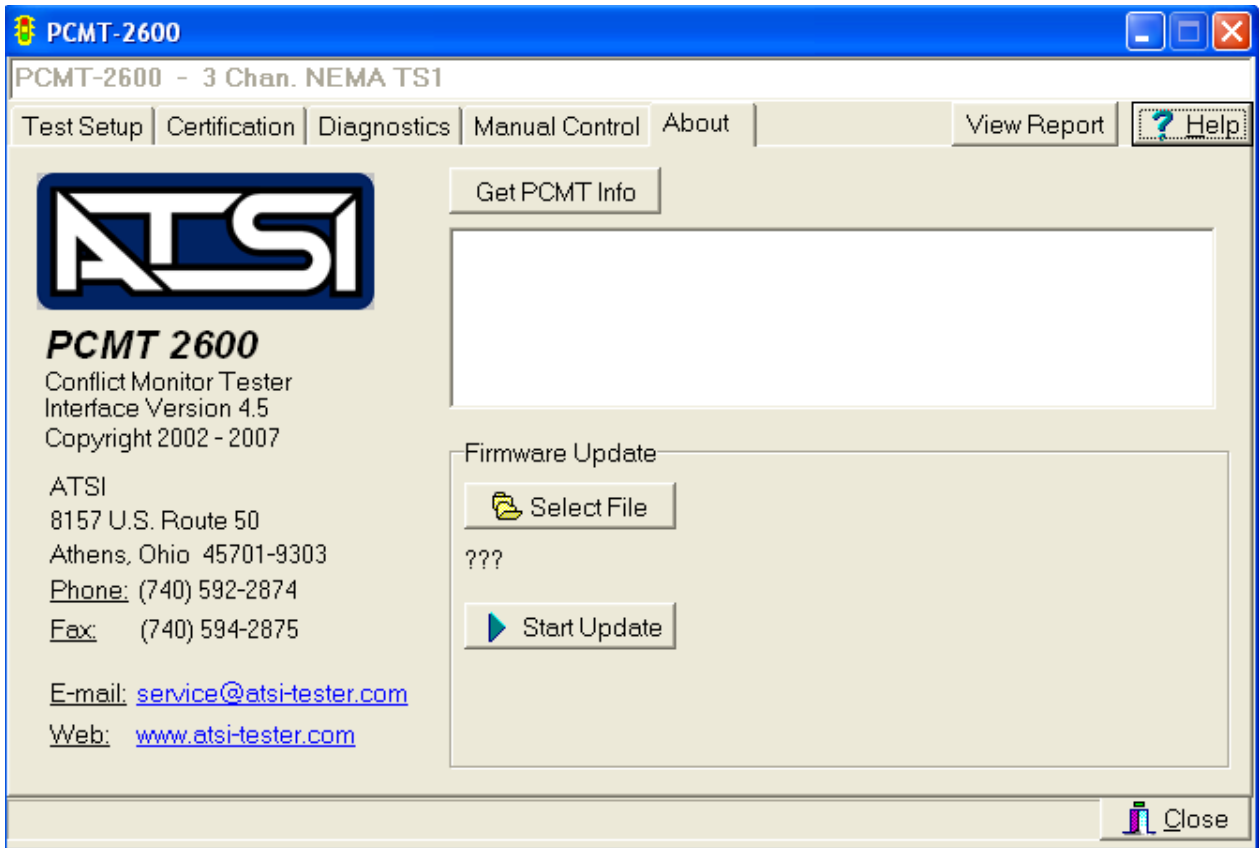 PCMT-2600
PCMT-2600 - 3 Chan. NEMA TS1
Test Setup Certification Diagnostics Manual Control About View Report ? Help
ATSI
PCMT 2600
Conflict Monitor Tester
Interface Version 4.5
Copyright 2002 - 2007
ATSI
8157 U.S. Route 50
Athens, Ohio 45701-9303
Phone: (740) 592-2874
Fax: (740) 594-2875
E-mail: service@atsi-tester.com
Web: www.atsi-tester.com
Get PCMT Info
Firmware Update
Select File
???
Start Update
Close